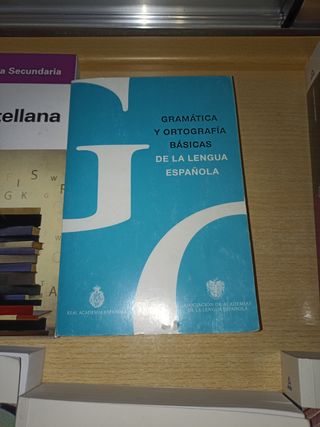 a Secundaria
tellana
GRAMÁTICA
Y ORTOGRAFÍA
BÁSICAS
DE LA LENGUA
ESPAÑOLA
G
O
REAL ACADEMIA ESPAÑOLA
ASOCIACIÓN DE ACADEMIAS
DE LA LENGUA ESPAÑOLA